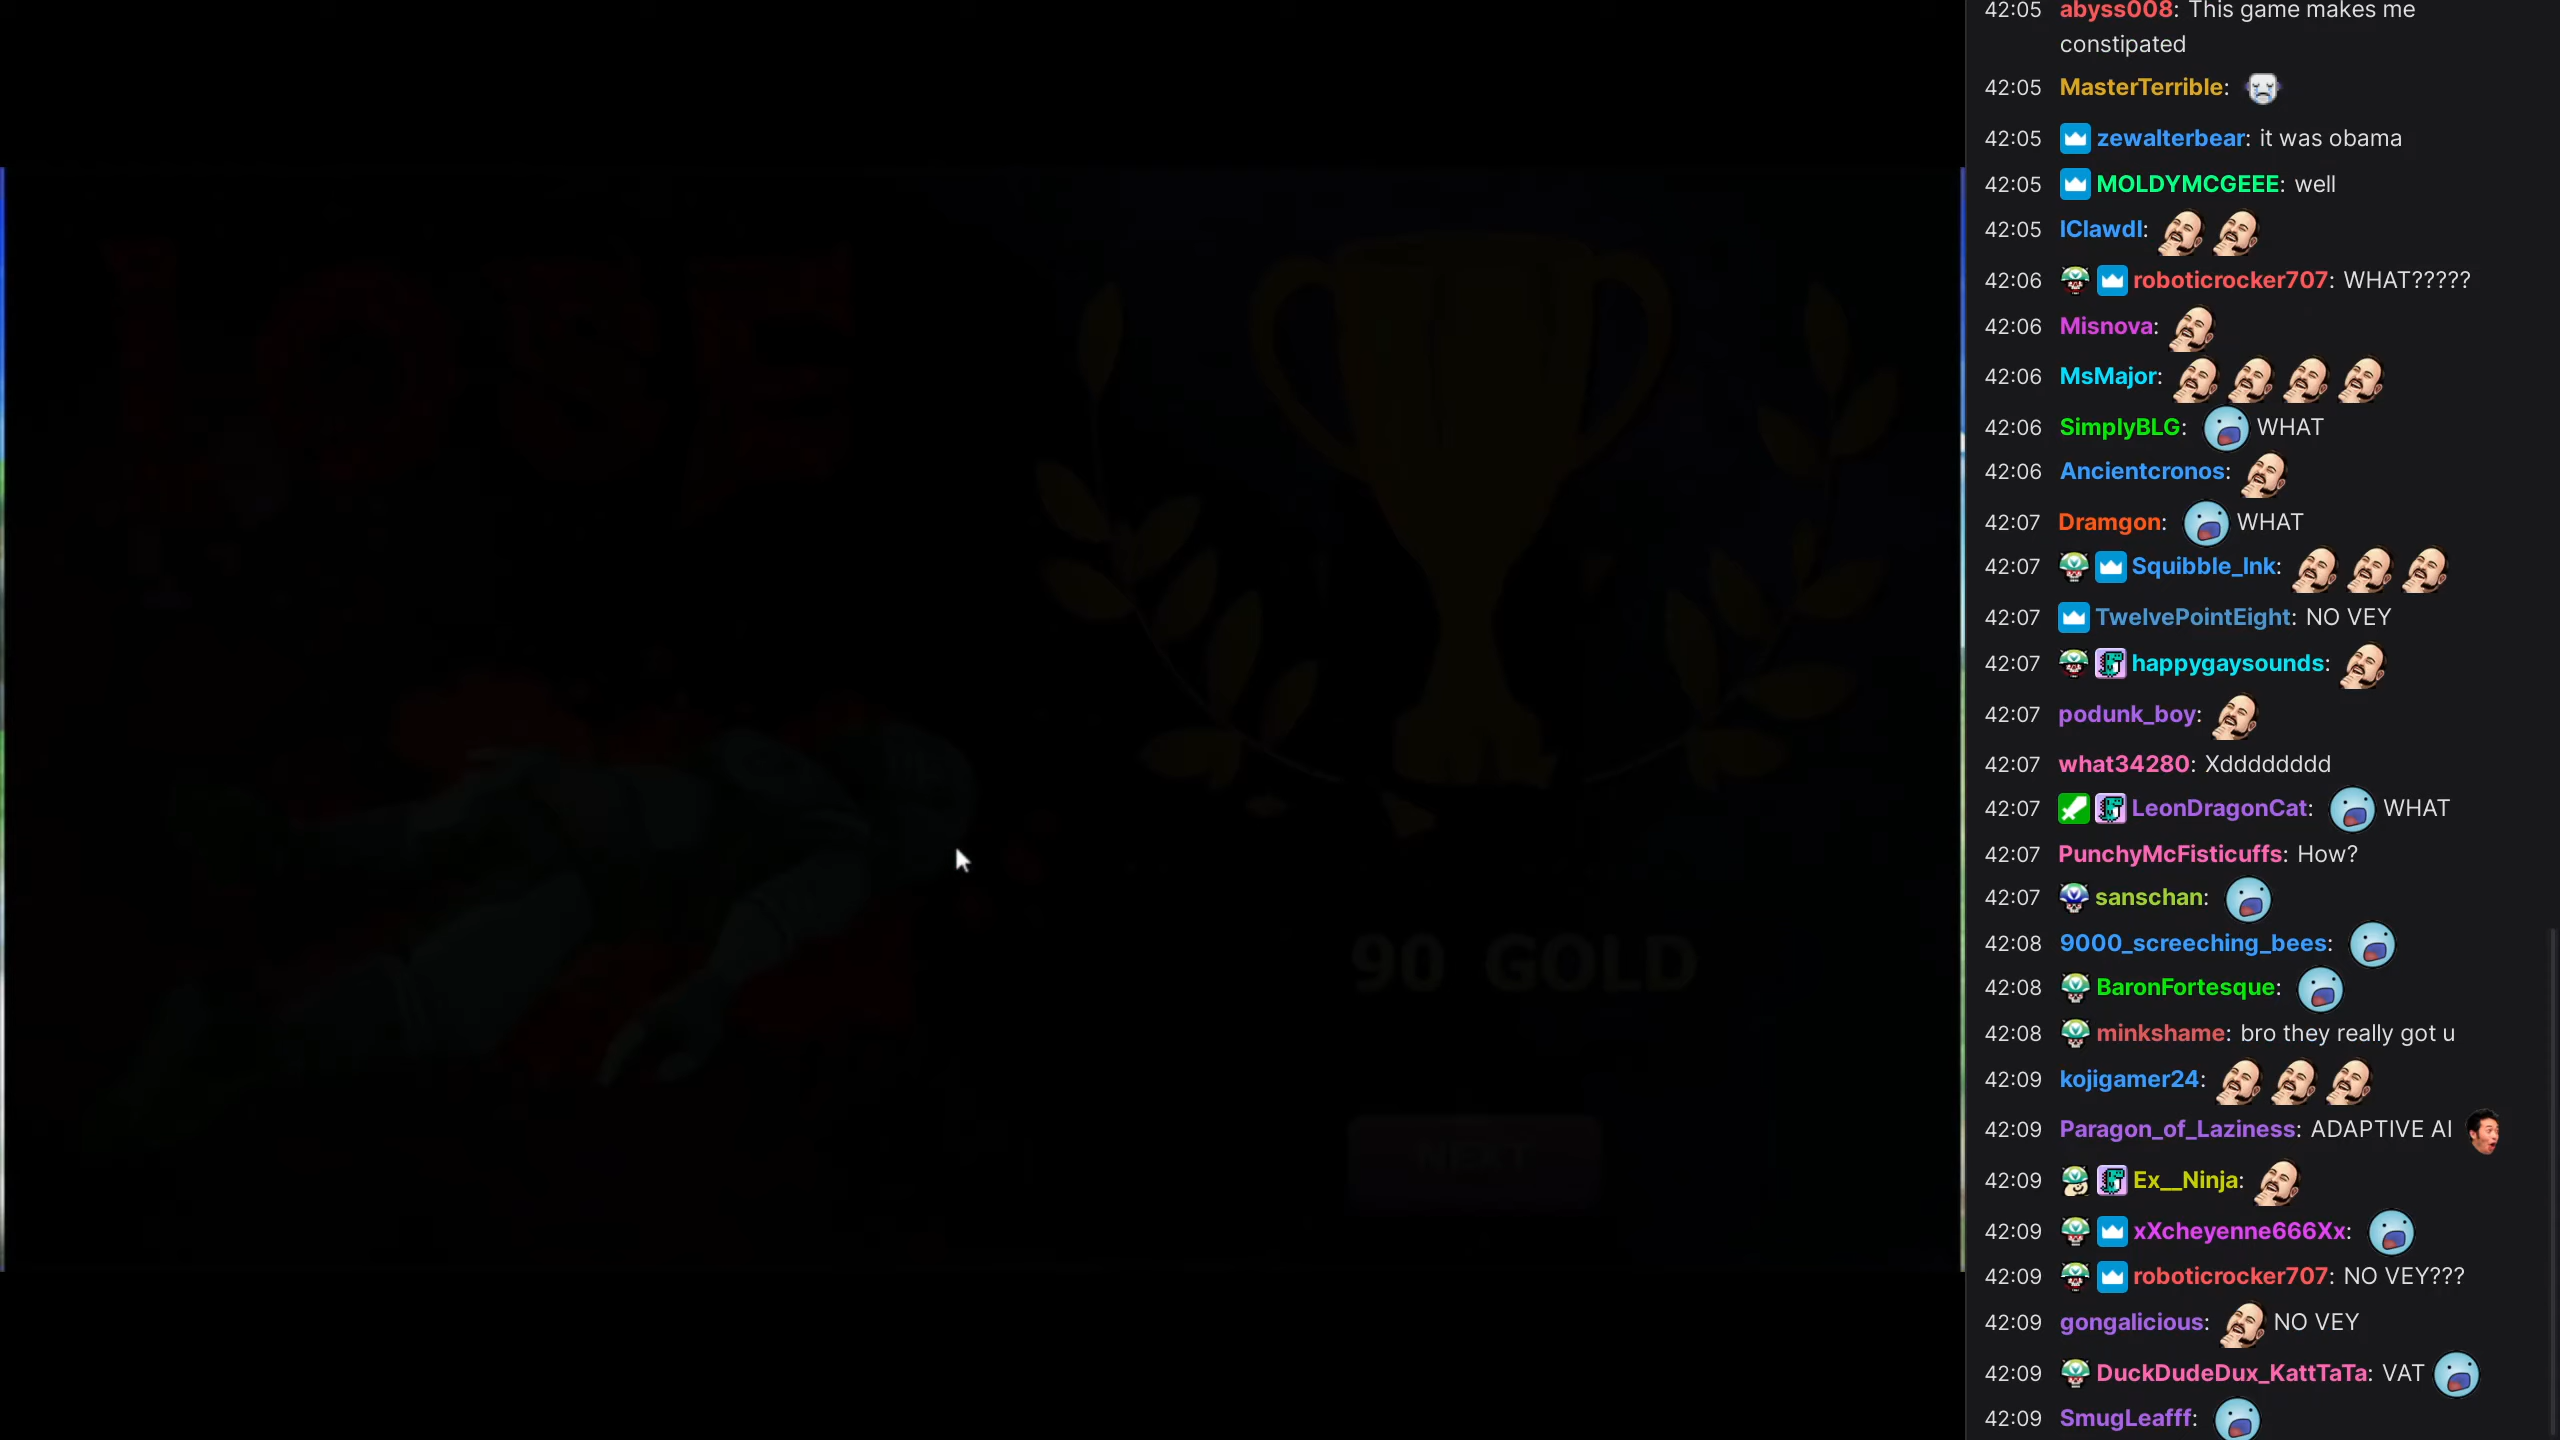 LOSE
90 GOLD
NEXT
42:05 abyss008: This game makes me
constipated
42:05 MasterTerrible:
42:05 zewalterbear: it was obama
42:05 MOLDYMCGEEE: well
42:05 IClawdI:
42:06 roboticrocker707: WHAT?????
42:06 Misnova:
42:06 MsMajor:
42:06 SimplyBLG: WHAT
42:06 Ancientcronos:
42:07 Dramgon: WHAT
42:07 Squibble_Ink:
42:07 TwelvePointEight: NO VEY
42:07 happygaysounds:
42:07 podunk_boy:
42:07 what34280: Xdddddddd
42:07 LeonDragonCat: WHAT
42:07 PunchyMcFisticuffs: How?
42:07 sanschan:
42:08 9000_screeching_bees:
42:08 BaronFortesque:
42:08 minkshame: bro they really got u
42:09 kojigamer24:
42:09 Paragon_of_Laziness: ADAPTIVE AI
42:09 Ex__Ninja:
42:09 xXcheyenne666Xx:
42:09 roboticrocker707: NO VEY???
42:09 gongalicious: NO VEY
42:09 DuckDudeDux_KattTaTa: VAT
42:09 SmugLeafff: